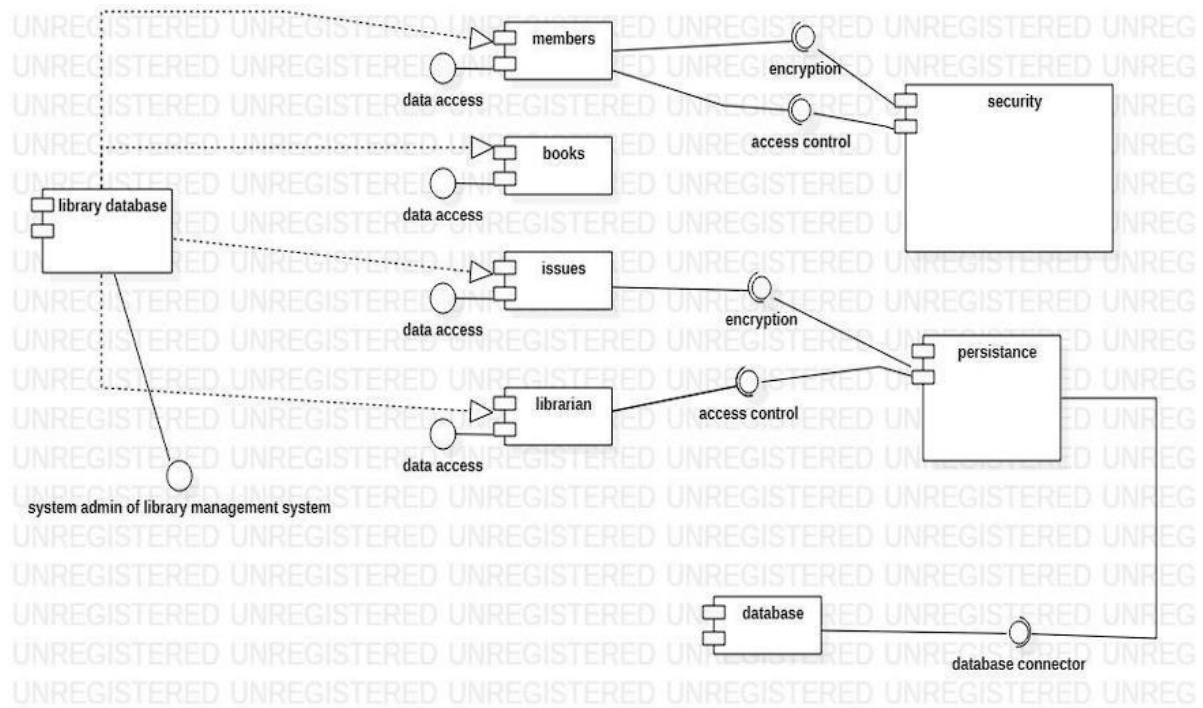 UNREGISTERED
members
encryption
data access
security
access control
books
data access
library database
issues
data access
encryption
persistance
librarian
access control
data access
system admin of library management system
database
database connector